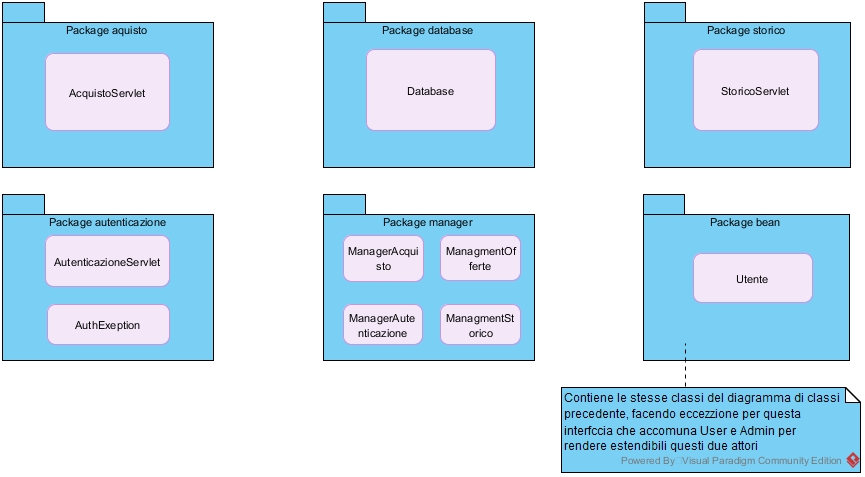 Package aquisto
AcquistoServlet
Package database
Database
Package storico
StoricoServlet
Package autenticazione
AutenticazioneServlet
AuthExeption
Package manager
ManagerAcqui
sto
ManagmentOf
ferte
ManagerAute
nticazione
ManagmentSt
orico
Package bean
Utente
Contiene le stesse classi del diagramma di classi
precedente, facendo eccezzione per questa
interfccia che accomuna User e Admin per
rendere estendibili questi due attori
Powered By Visual Paradigm Community Edition